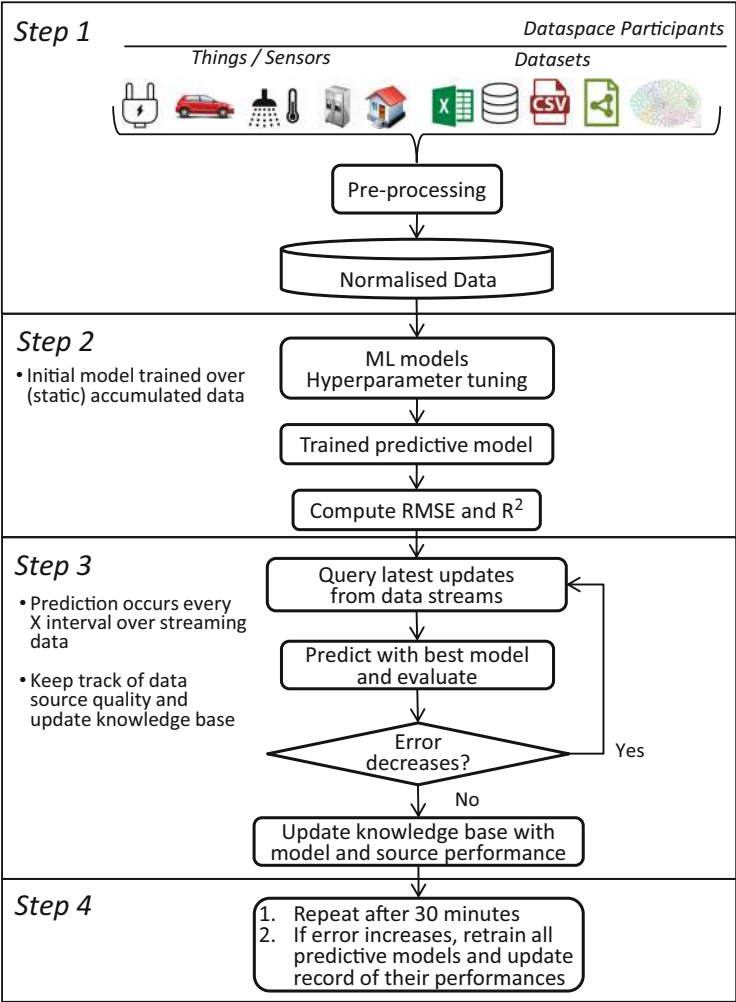 Step 1
Dataspace Participants
Things / Sensors
Datasets
X
CSV
Pre-processing
Normalised Data
Step 2
• Initial model trained over
(static) accumulated data
ML models
Hyperparameter tuning
Trained predictive model
Compute RMSE and R²
Step 3
• Prediction occurs every
X interval over streaming
data
• Keep track of data
source quality and
update knowledge base
Query latest updates
from data streams
Predict with best model
and evaluate
Error
decreases?
Yes
No
Update knowledge base with
model and source performance
Step 4
1. Repeat after 30 minutes
2. If error increases, retrain all
predictive models and update
record of their performances